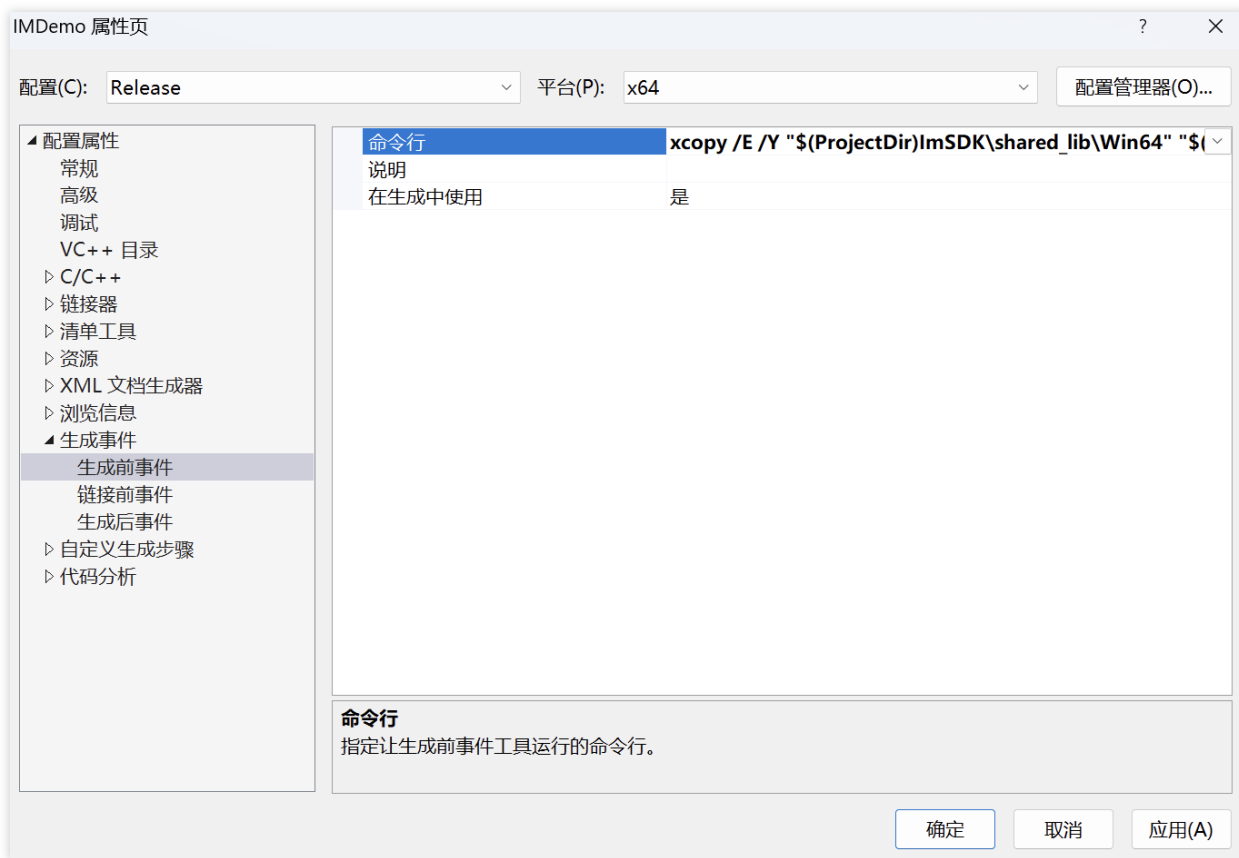 IMDemo 属性页
?
配置(C):
Release
平台(P):
x64
配置管理器(O)...
配置属性
常规
高级
调试
VC++ 目录
C/C++
链接器
清单工具
资源
XML 文档生成器
浏览信息
生成事件
生成前事件
链接前事件
生成后事件
自定义生成步骤
代码分析
命令行
xcopy /E /Y "$(ProjectDir)ImSDK\shared_lib\Win64" "$(
说明
在生成中使用
是
命令行
指定让生成前事件工具运行的命令行。
确定
取消
应用(A)